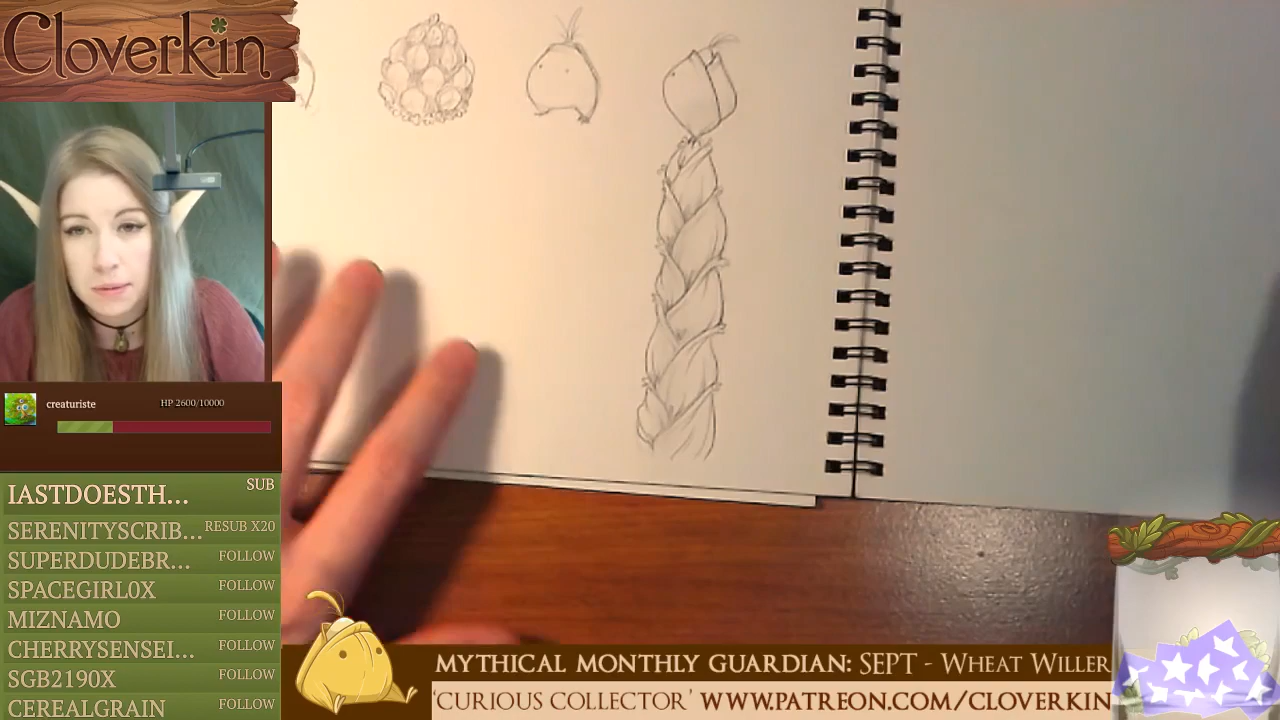 Cloverkin
creaturiste HP 2600/10000
IASTDOESTH... SUB
SERENITYSCRIB... RESUB X20
SUPERDUDEBR... FOLLOW
SPACEGIRL0X FOLLOW
MIZNAMO FOLLOW
CHERRYSENSEI... FOLLOW
SGB2190X FOLLOW
CEREALGRAIN FOLLOW
MYTHICAL MONTHLY GUARDIAN: SEPT - WHEAT WILLER
'CURIOUS COLLECTOR' WWW.PATREON.COM/CLOVERKIN